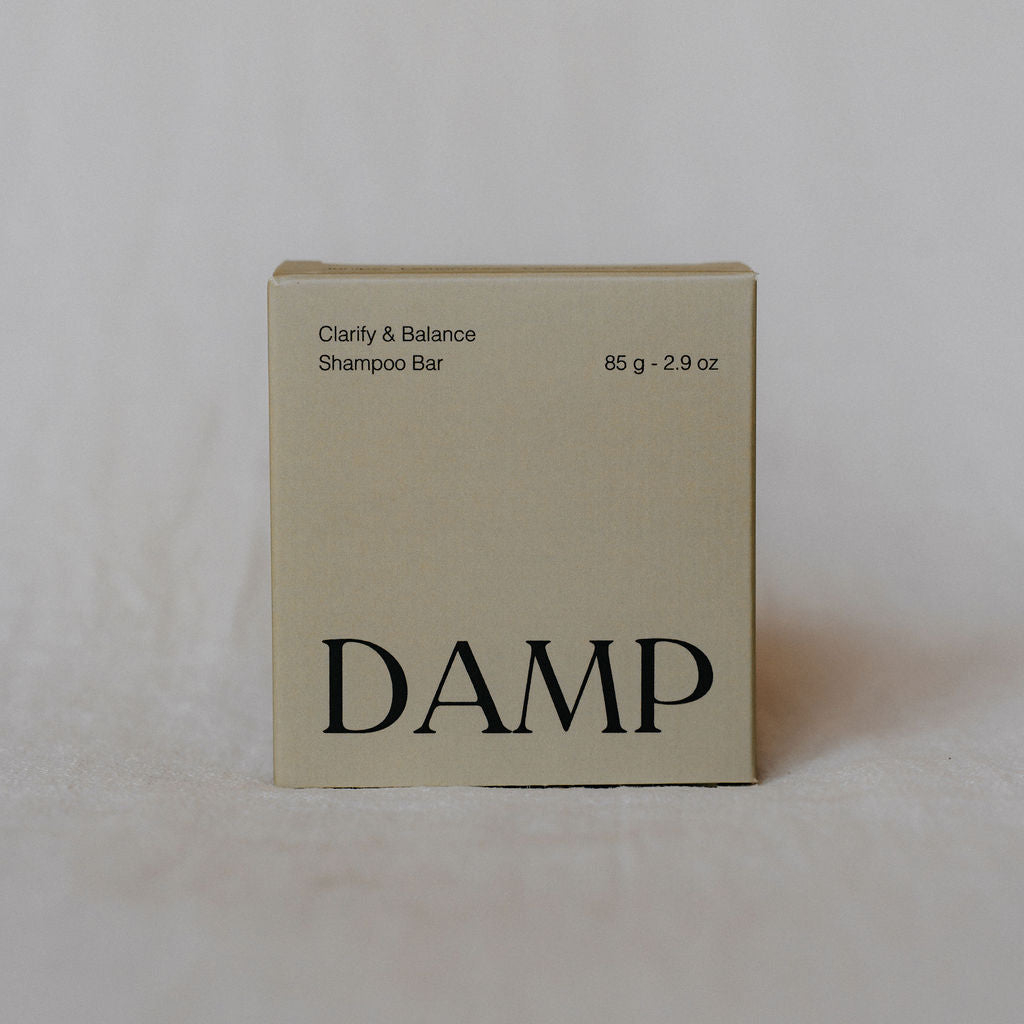 Clarify & Balance
Shampoo Bar 85 g - 2.9 oz
DAMP